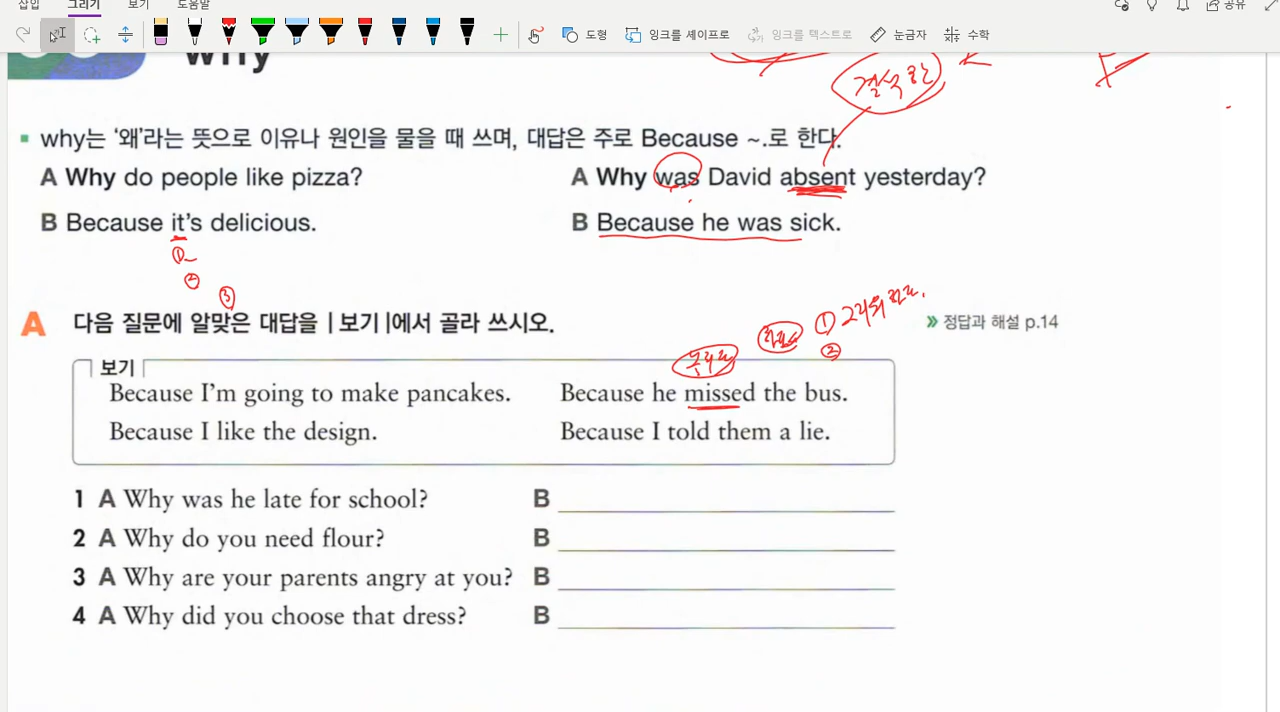 삽입 그리기 보기 도움말 공유
도형 잉크를 셰이프로 잉크를 텍스트로 눈금자 수학
why
결석한
why는 '왜'라는 뜻으로 이유나 원인을 물을 때 쓰며, 대답은 주로 Because ~.로 한다.
A Why do people like pizza?
B Because it's delicious.
A Why was David absent yesterday?
B Because he was sick.
①
②
③
A 다음 질문에 알맞은 대답을 |보기|에서 골라 쓰시오.
» 정답과 해설 p.14
①
②
|보기|
Because I'm going to make pancakes.
Because he missed the bus.
Because I like the design.
Because I told them a lie.
1 A Why was he late for school? B
2 A Why do you need flour? B
3 A Why are your parents angry at you? B
4 A Why did you choose that dress? B